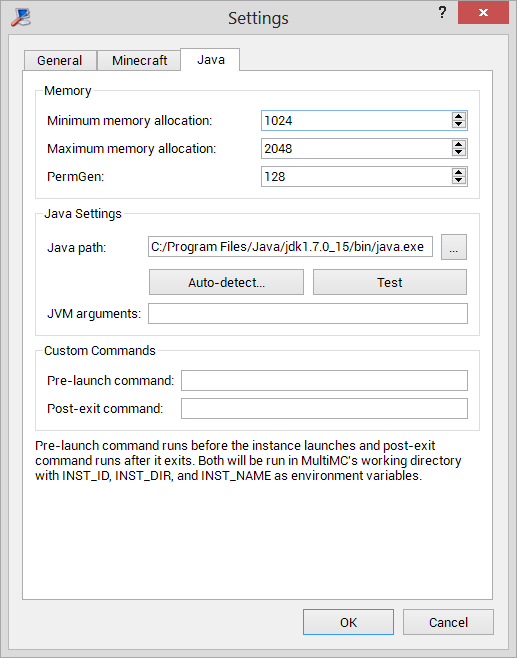 Settings
?
General Minecraft Java
Memory
Minimum memory allocation: 1024
Maximum memory allocation: 2048
PermGen: 128
Java Settings
Java path: C:/Program Files/Java/jdk1.7.0_15/bin/java.exe ...
Auto-detect... Test
JVM arguments:
Custom Commands
Pre-launch command:
Post-exit command:
Pre-launch command runs before the instance launches and post-exit
command runs after it exits. Both will be run in MultiMC's working directory
with INST_ID, INST_DIR, and INST_NAME as environment variables.
OK Cancel